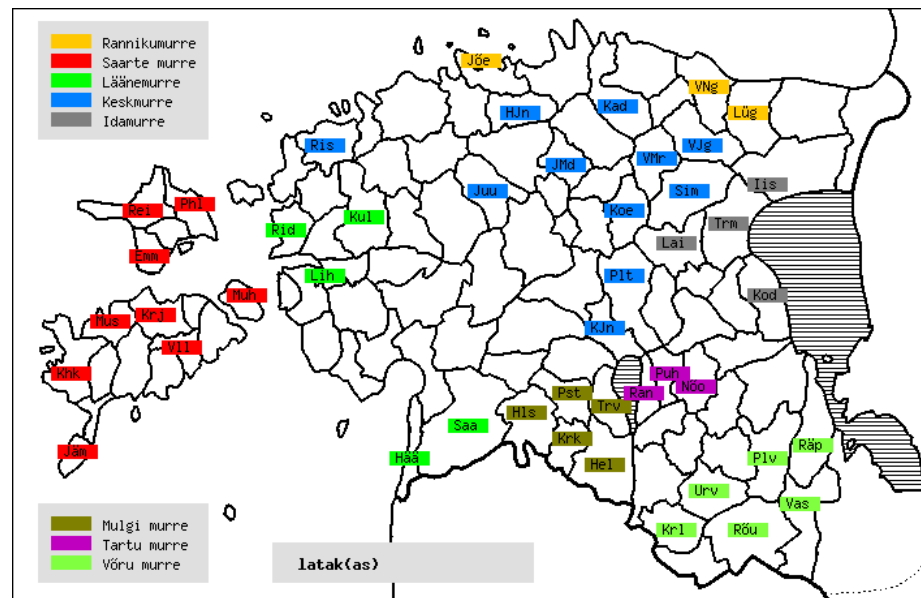 Rannikumurre
Saarte murre
Läänemurre
Keskmurre
Idamurre
Jõe
VNg
Lüg
HJn
Kad
Ris
VJg
VMr
JMd
Juu
Sim
Iis
Phl
Rei
Kul
Koe
Rid
Trm
Lai
Emm
Lih
Plt
Muh
Kod
Krj
Mus
KJn
Vll
Khk
Puh
Nõo
Pst
Ran
Trv
Hls
Saa
Krk
Räp
Jäm
Hää
Plv
Hel
Urv
Vas
Krl
Rõu
Mulgi murre
Tartu murre
Võru murre
latak(as)